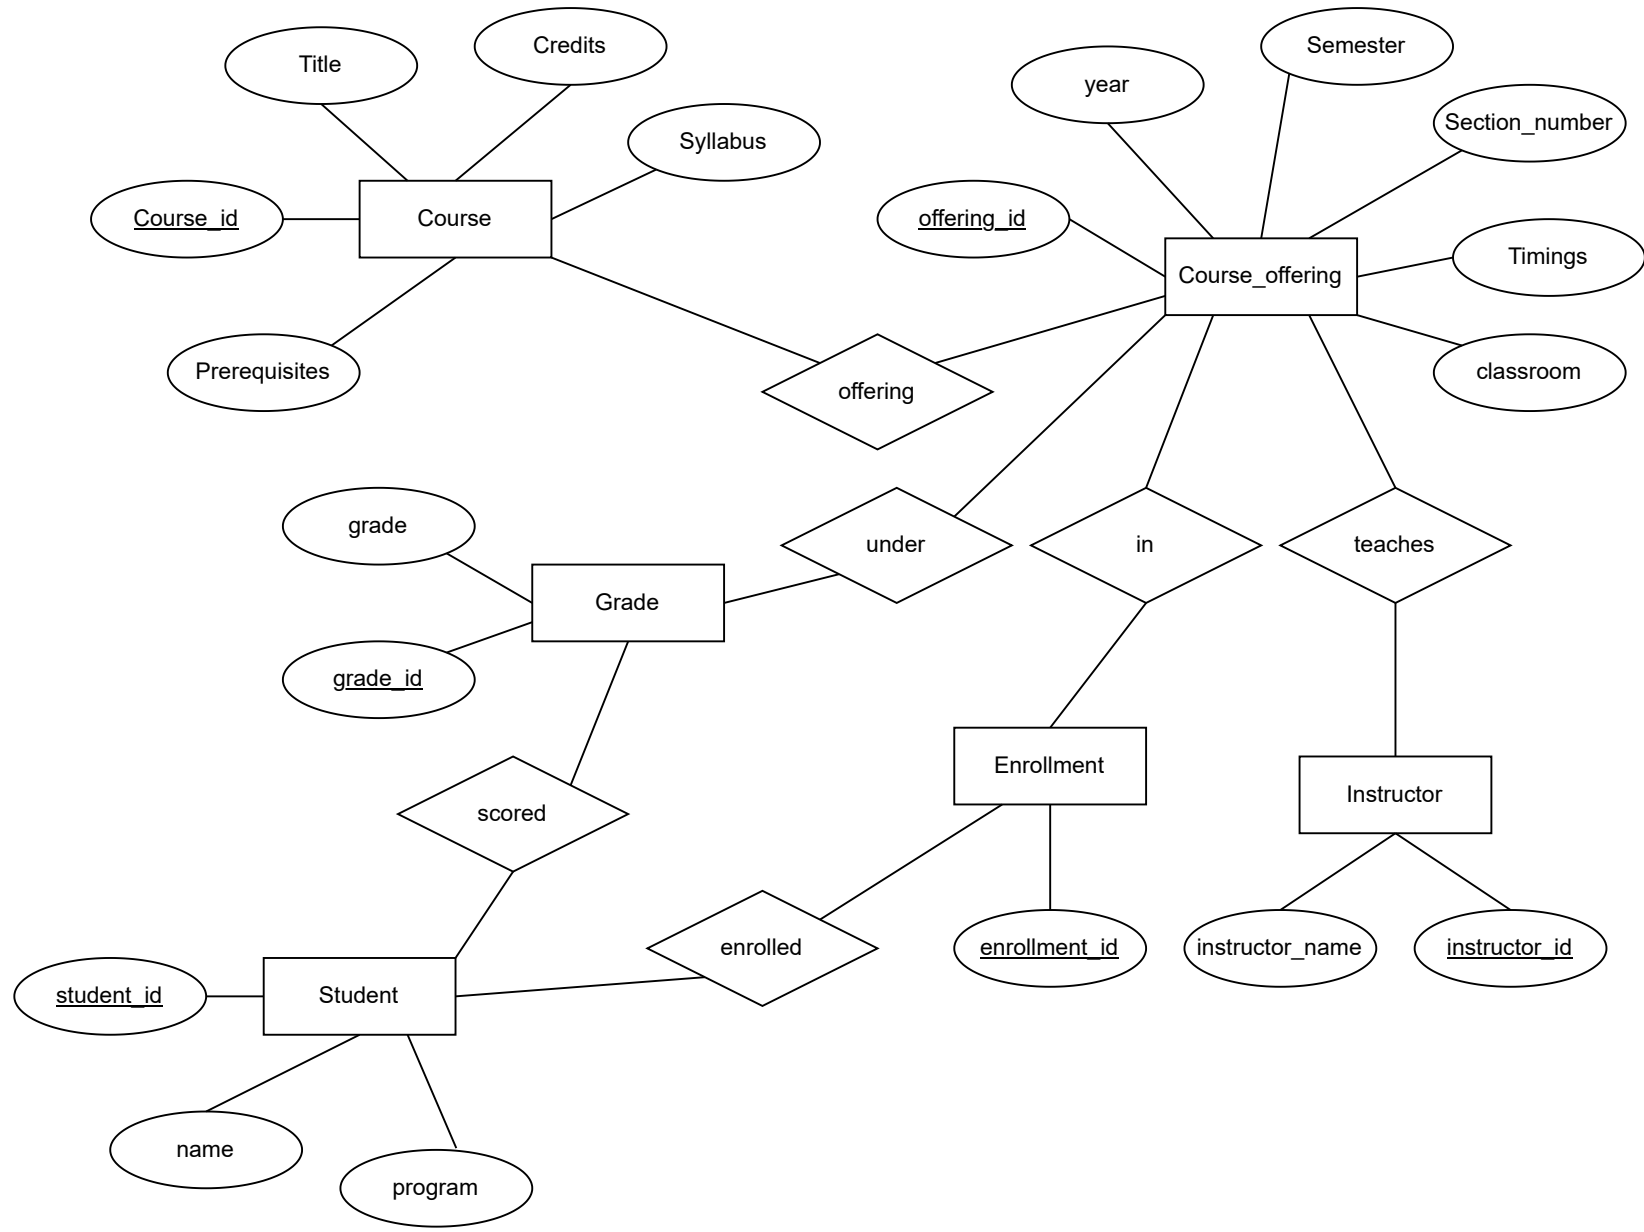 Credits
Semester
Title
year
Section_number
Syllabus
Course_id
Course
offering_id
Timings
Course_offering
Prerequisites
classroom
offering
grade
under
in
teaches
Grade
grade_id
Enrollment
Instructor
scored
enrolled
enrollment_id
instructor_name
instructor_id
student_id
Student
name
program